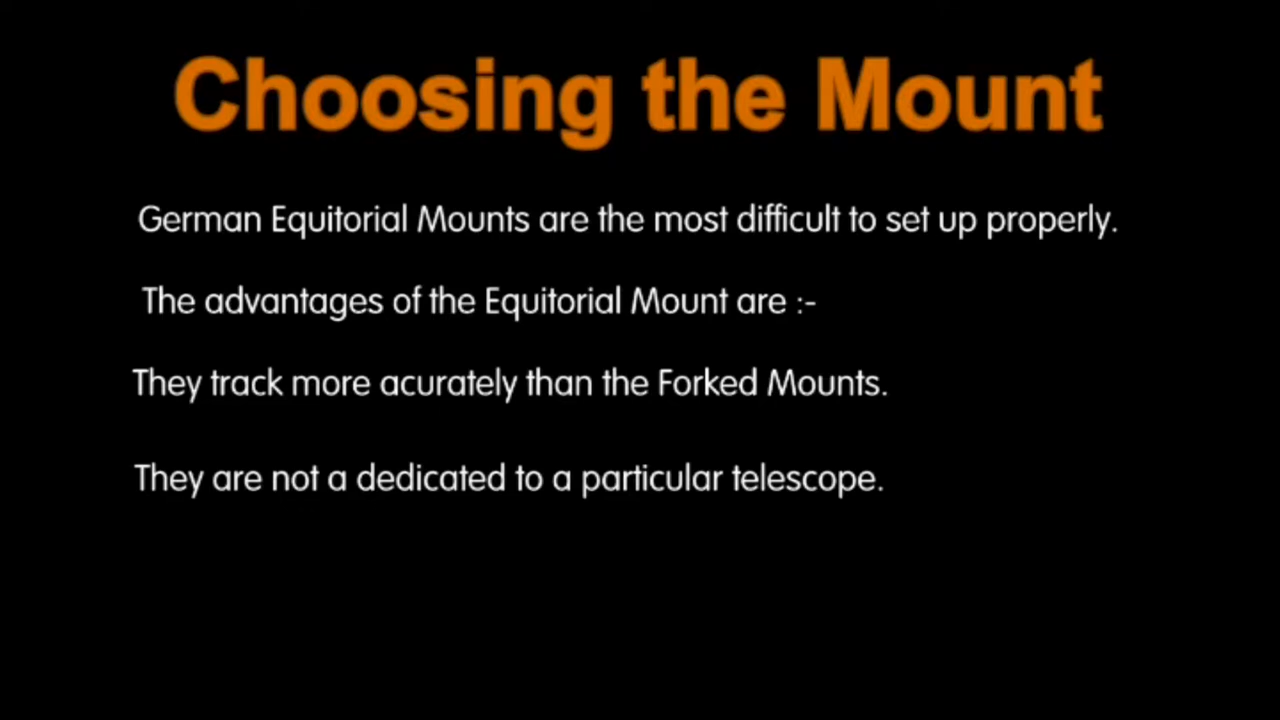 Choosing the Mount
German Equitorial Mounts are the most difficult to set up properly.
The advantages of the Equitorial Mount are :-
They track more acurately than the Forked Mounts.
They are not a dedicated to a particular telescope.